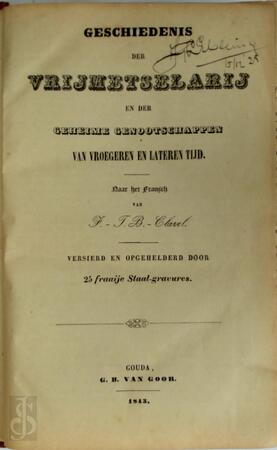 GESCHIEDENIS
DER
VRIJMETSELARIJ
EN DER
GEHEIME GENOOTSCHAPPEN
VAN VROEGEREN EN LATEREN TIJD.
Naar het Fransch
VAN
F.-T. B.-Clavel.
VERSIERD EN OPGEHELDERD DOOR
25 fraaije Staal-gravures.
GOUDA,
G. B. VAN GOOR.
1843.